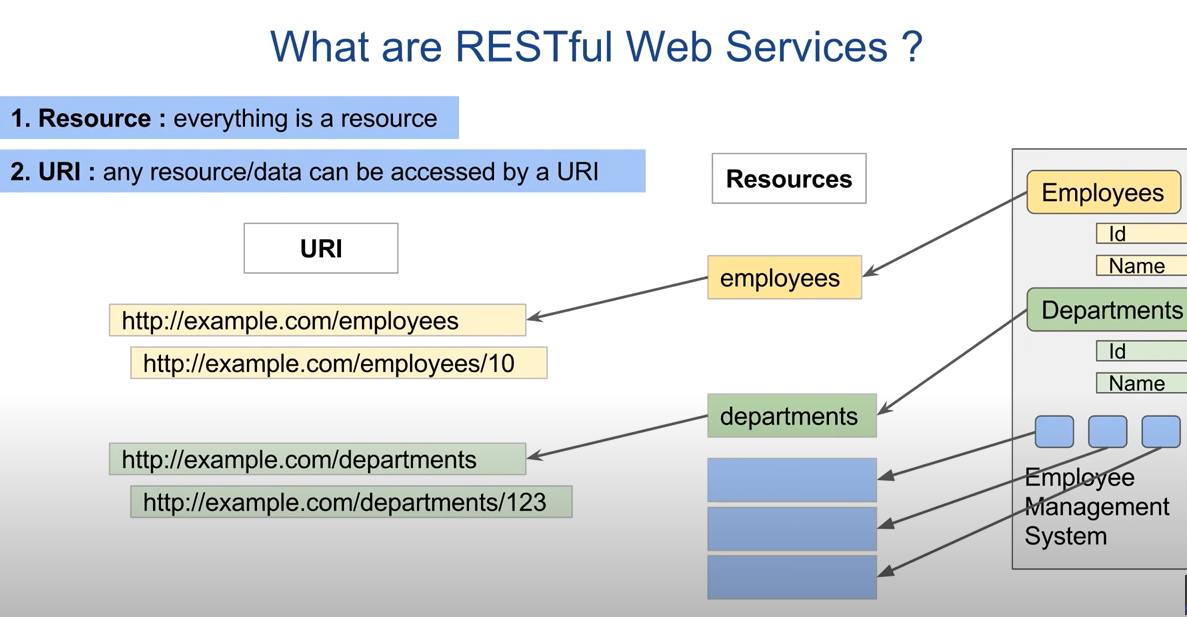 What are RESTful Web Services ?
1. Resource : everything is a resource
2. URI : any resource/data can be accessed by a URI
URI
http://example.com/employees
http://example.com/employees/10
http://example.com/departments
http://example.com/departments/123
Resources
employees
departments
Employees
Id
Name
Departments
Id
Name
Employee
Management
System